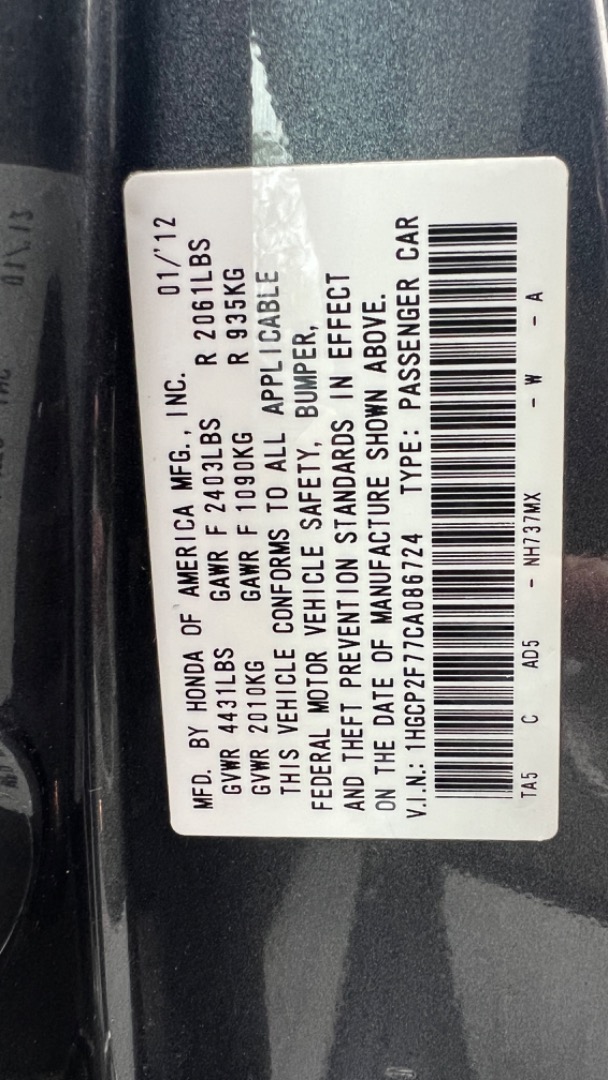 MFD. BY HONDA OF AMERICA MFG., INC. 01/'12
GVWR 4431LBS GAWR F 2403LBS R 2061LBS
GVWR 2010KG GAWR F 1090KG R 935KG
THIS VEHICLE CONFORMS TO ALL APPLICABLE
FEDERAL MOTOR VEHICLE SAFETY, BUMPER,
AND THEFT PREVENTION STANDARDS IN EFFECT
ON THE DATE OF MANUFACTURE SHOWN ABOVE.
V.I.N.: 1HGCP2F77CA086724 TYPE: PASSENGER CAR
TA5 C AD5 - NH737MX - W - A